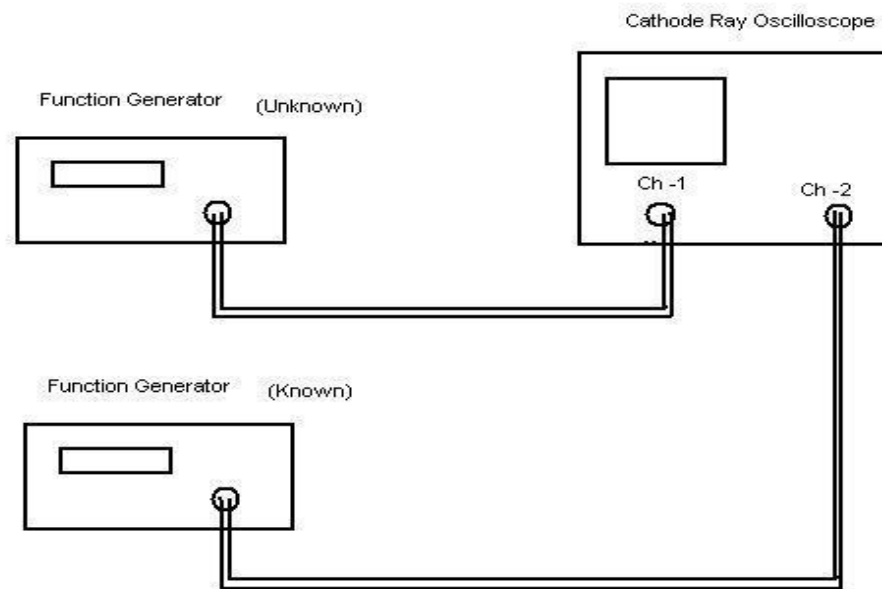 Cathode Ray Oscilloscope
Function Generator (Unknown)
Ch -1
Ch -2
Function Generator (Known)